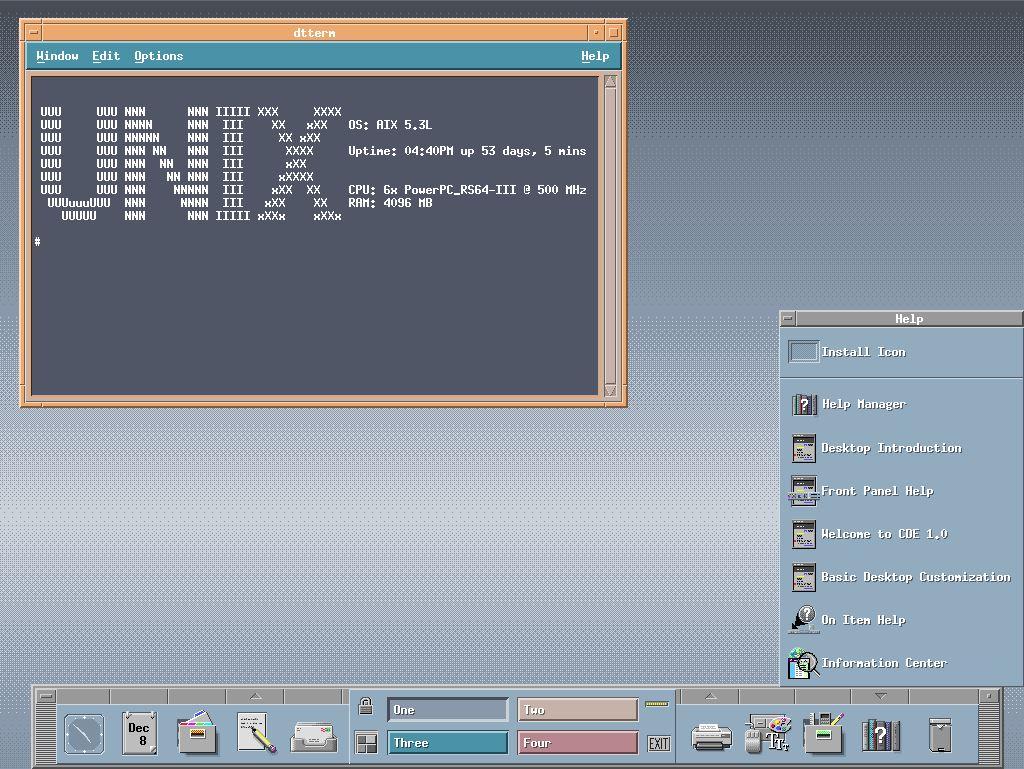 dtterm
Window Edit Options Help
UUU     UUU NNN      NNN IIIII XXX     XXXX
UUU     UUU NNNN     NNN  III    XX   xXX   OS: AIX 5.3L
UUU     UUU NNNNN    NNN  III     XX xXX
UUU     UUU NNN NN   NNN  III      XXXX     Uptime: 04:40PM up 53 days, 5 mins
UUU     UUU NNN  NN  NNN  III      xXX
UUU     UUU NNN   NN NNN  III     xXXXX
UUU     UUU NNN    NNNNN  III    xXX  XX    CPU: 6x PowerPC_RS64-III @ 500 MHz
 UUUuuuUUU  NNN     NNNN  III   xXX   XX    RAM: 4096 MB
   UUUUU    NNN      NNN IIIII xXXx    xXXx
#
Help
Install Icon
Help Manager
Desktop Introduction
Front Panel Help
Welcome to CDE 1.0
Basic Desktop Customization
On Item Help
Information Center
Dec
8
One
Two
Three
Four
EXIT